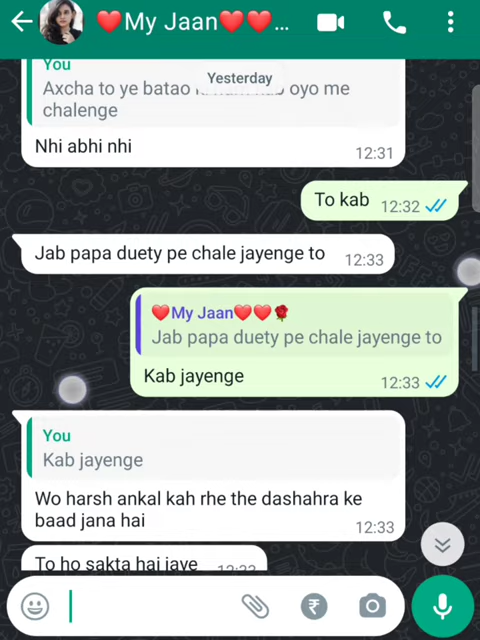 ❤️My Jaan❤️❤️...
You
Yesterday
Axcha to ye batao oyo me
chalenge
Nhi abhi nhi
12:31
To kab 12:32
Jab papa duety pe chale jayenge to 12:33
❤️My Jaan❤️❤️🌹
Jab papa duety pe chale jayenge to
Kab jayenge
12:33
You
Kab jayenge
Wo harsh ankal kah rhe the dashahra ke
baad jana hai
12:33
To ho sakta hai jaye 12:33
₹